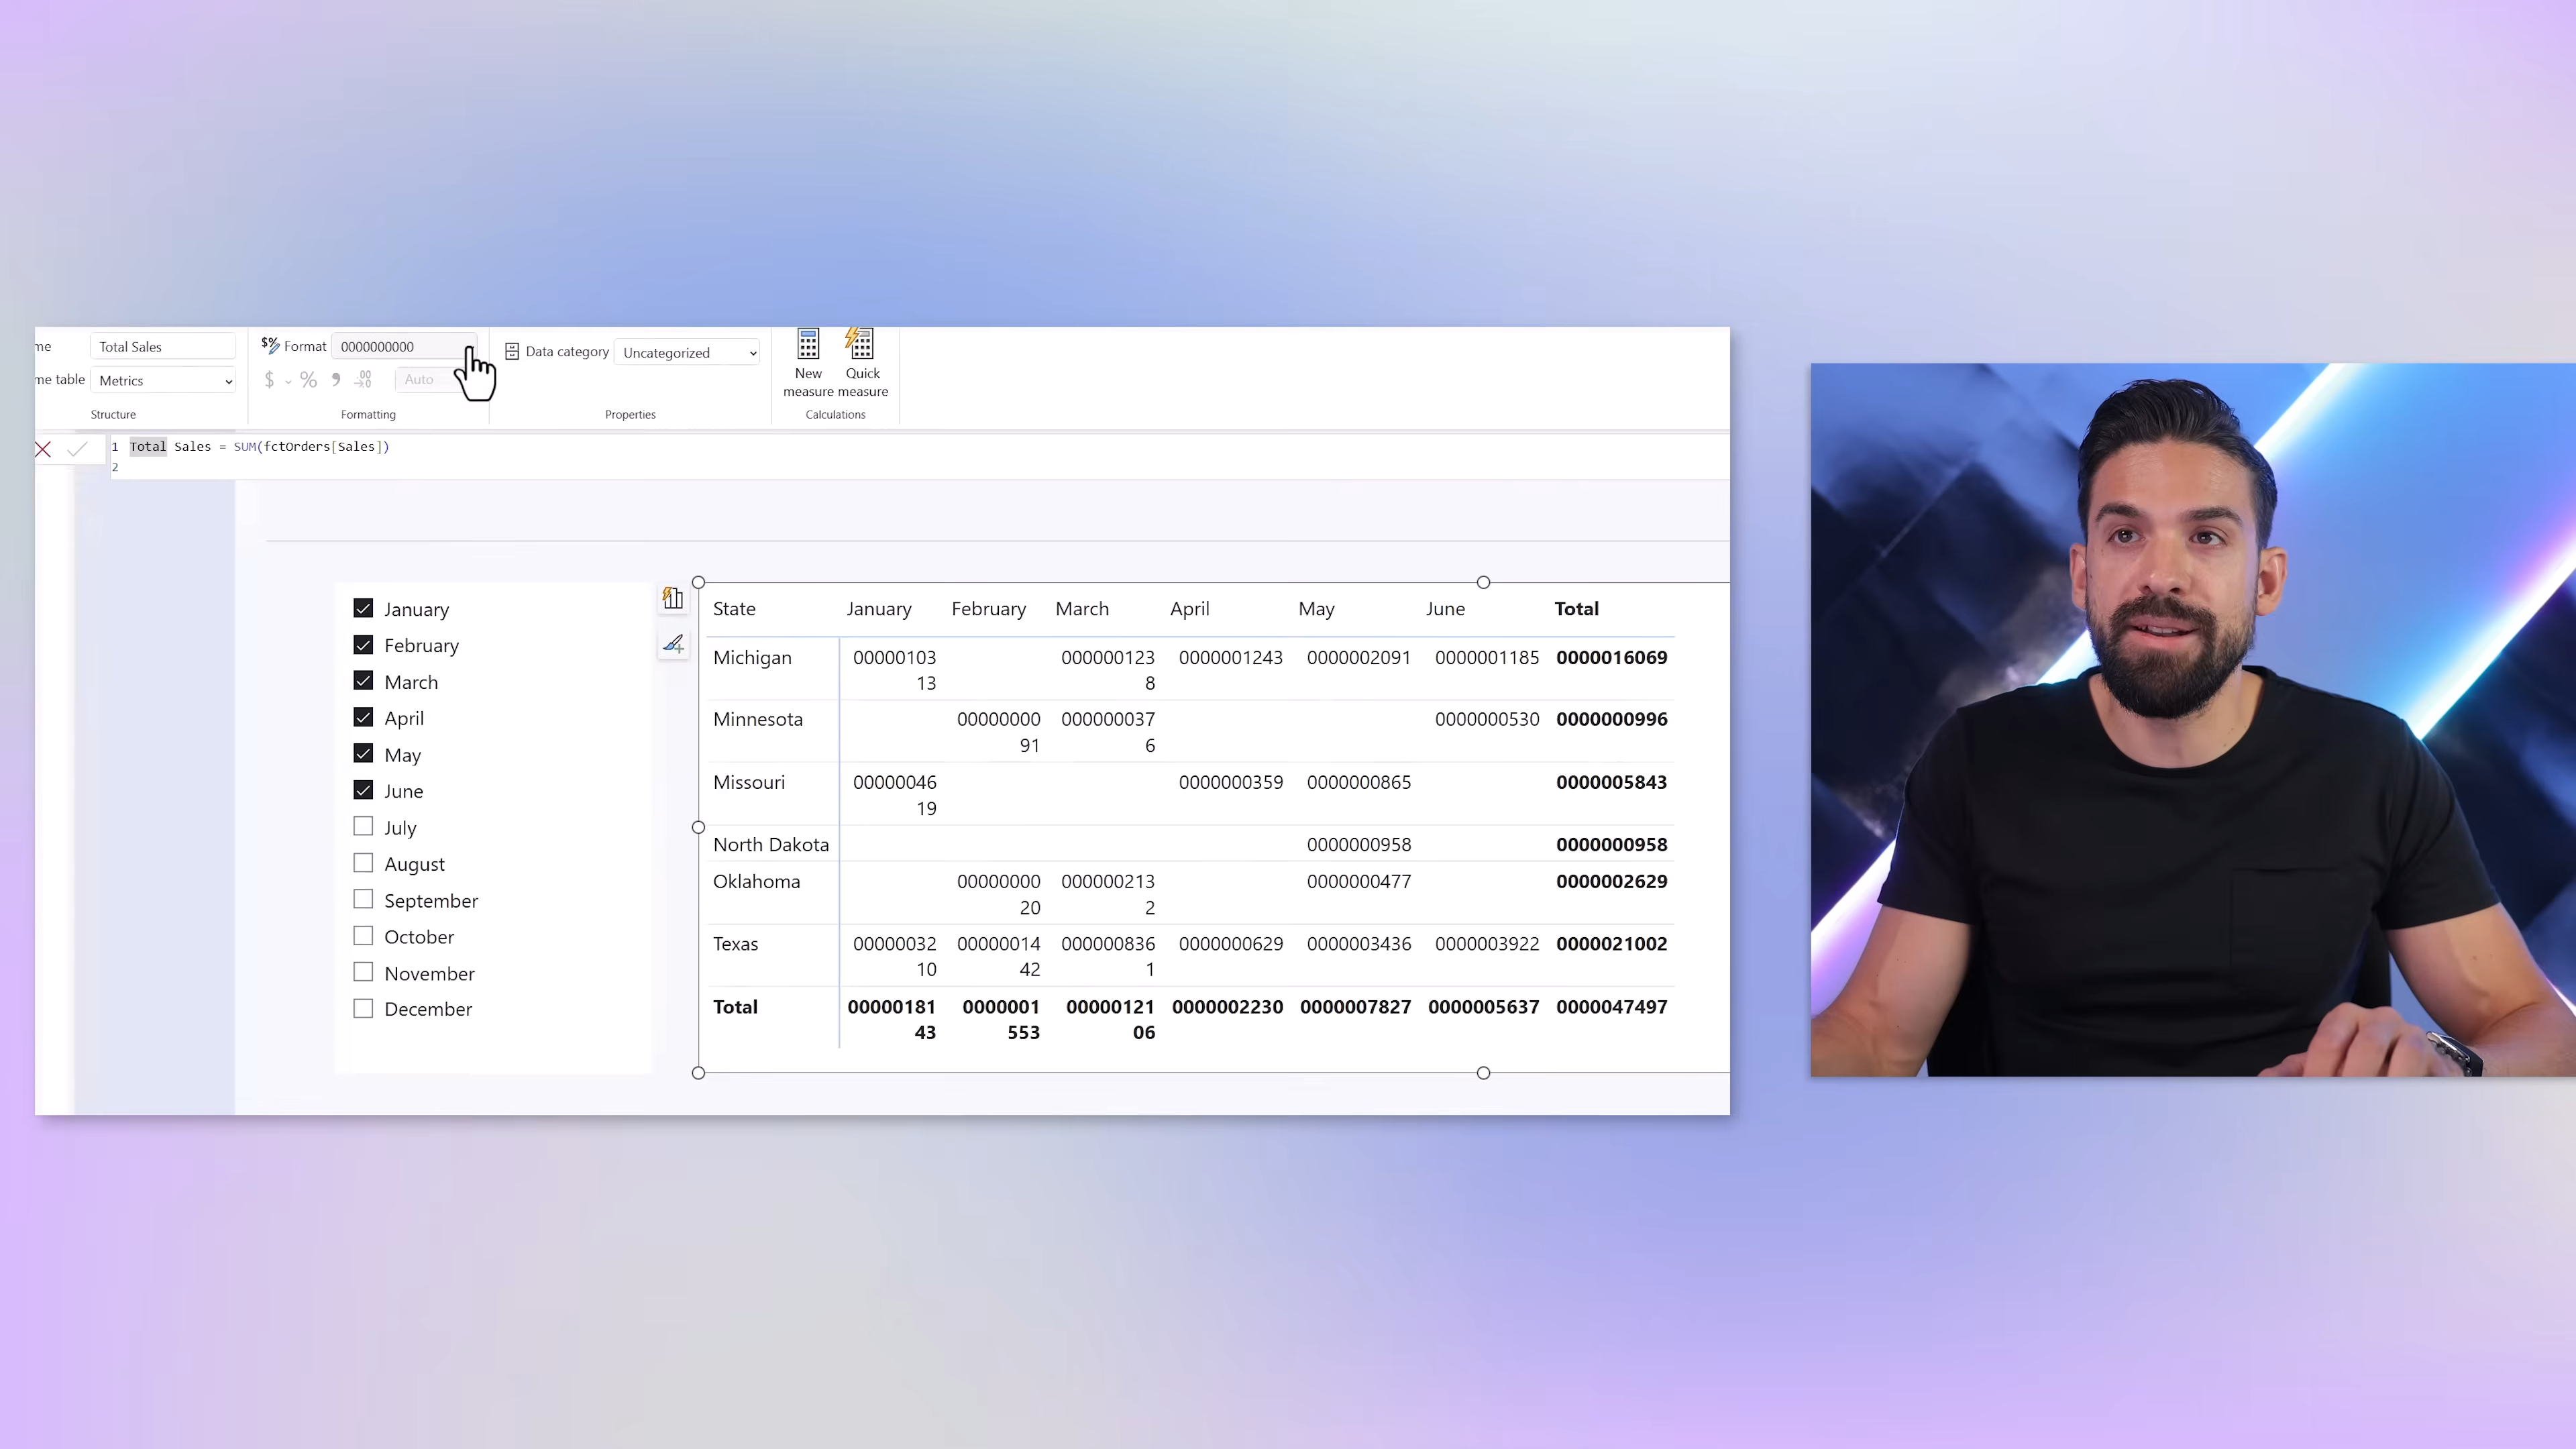 me Total Sales
$% Format 0000000000
Data category Uncategorized
me table Metrics
$ % , .00 Auto
New measure
Quick measure
Structure
Formatting
Properties
Calculations
1 Total Sales = SUM(fctOrders[Sales])
2
January
February
March
April
May
June
July
August
September
October
November
December
State January February March April May June Total
Michigan 00000103 000000123 0000001243 0000002091 0000001185 0000016069
13 8
Minnesota 00000000 000000037 0000000530 0000000996
91 6
Missouri 00000046 0000000359 0000000865 0000005843
19
North Dakota 0000000958 0000000958
Oklahoma 00000000 000000213 0000000477 0000002629
20 2
Texas 00000032 00000014 000000836 0000000629 0000003436 0000003922 0000021002
10 42 1
Total 00000181 0000001 00000121 0000002230 0000007827 0000005637 0000047497
43 553 06